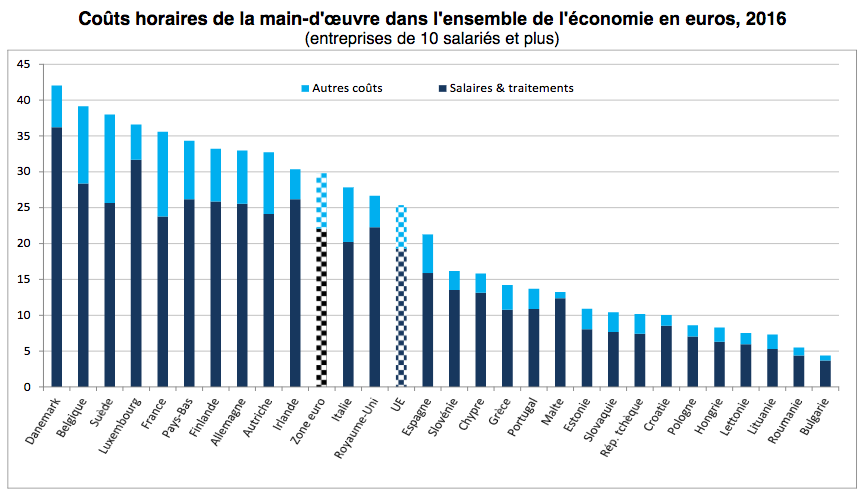 Coûts horaires de la main-d'œuvre dans l'ensemble de l'économie en euros, 2016
(entreprises de 10 salariés et plus)
45
40
35
30
25
20
15
10
5
0
Autres coûts
Salaires & traitements
Danemark
Belgique
Suède
Luxembourg
France
Pays-Bas
Finlande
Allemagne
Autriche
Irlande
Zone euro
Italie
Royaume-Uni
UE
Espagne
Slovénie
Chypre
Grèce
Portugal
Malte
Estonie
Slovaquie
Rép. tchèque
Croatie
Pologne
Hongrie
Lettonie
Lituanie
Roumanie
Bulgarie